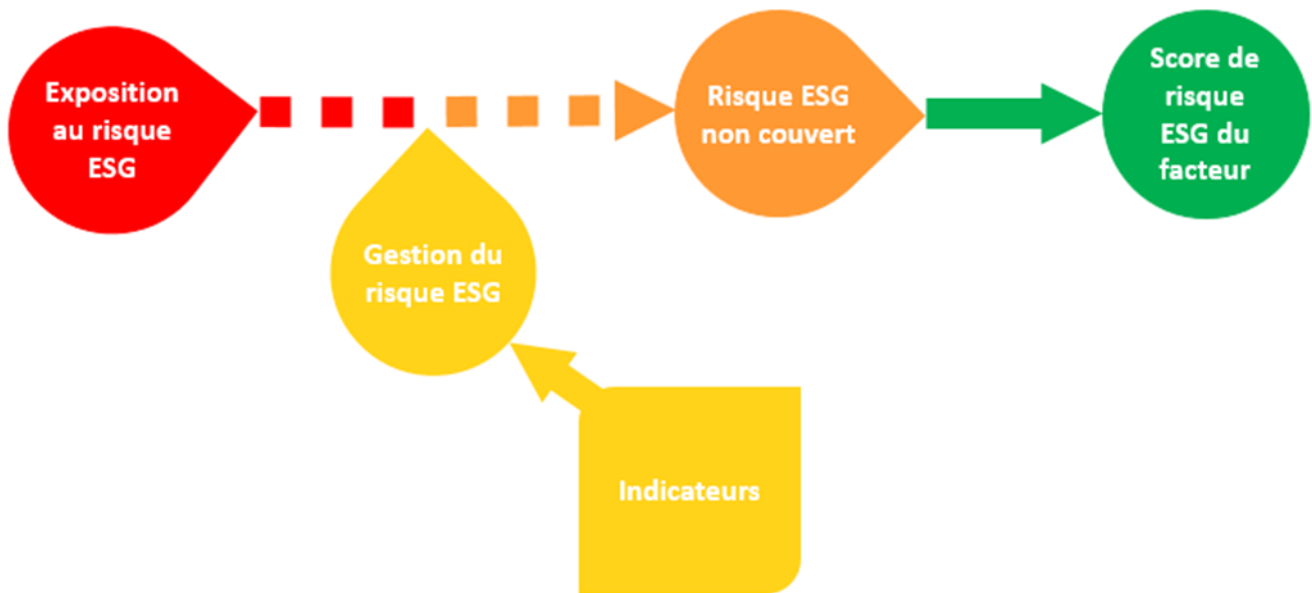 Exposition
au risque
ESG
Risque ESG
non couvert
Score de
risque
ESG du
facteur
Gestion du
risque ESG
Indicateurs